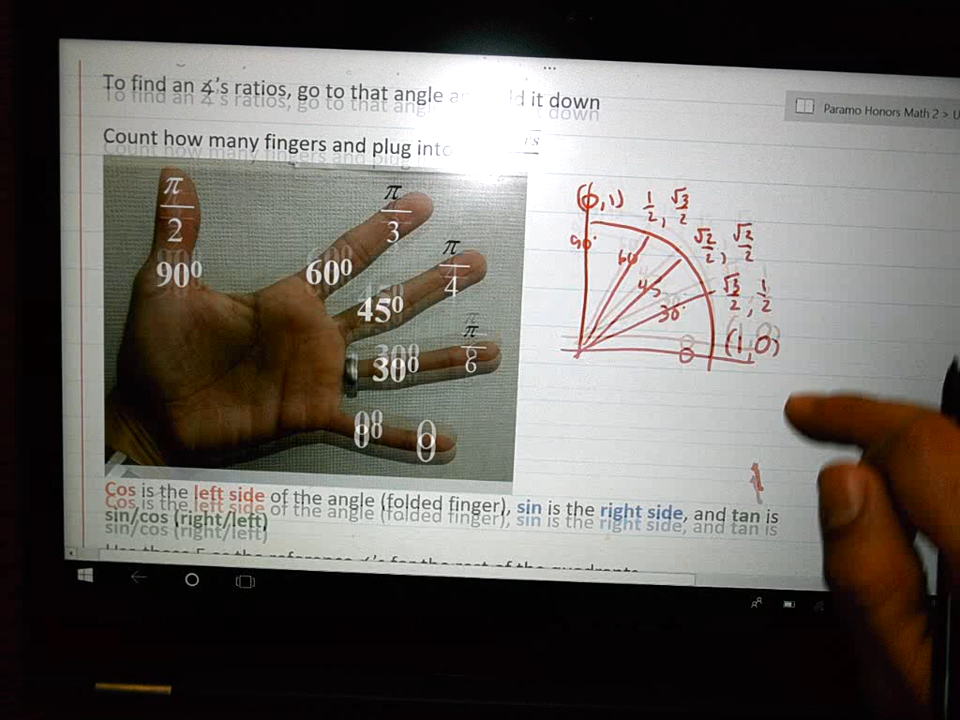 To find an ∡'s ratios, go to that angle a d it down
Paramo Honors Math 2 > U
Count how many fingers and plug into
π/2
90⁰
π/3
60⁰
π/4
45⁰
π/6
30⁰
0⁰
0
(0,1) 1/2, √3/2
90° 60 √2/2, √2/2
45
30° √3/2, 1/2
0 (1,0)
Cos is the left side of the angle (folded finger), sin is the right side, and tan is
sin/cos (right/left)